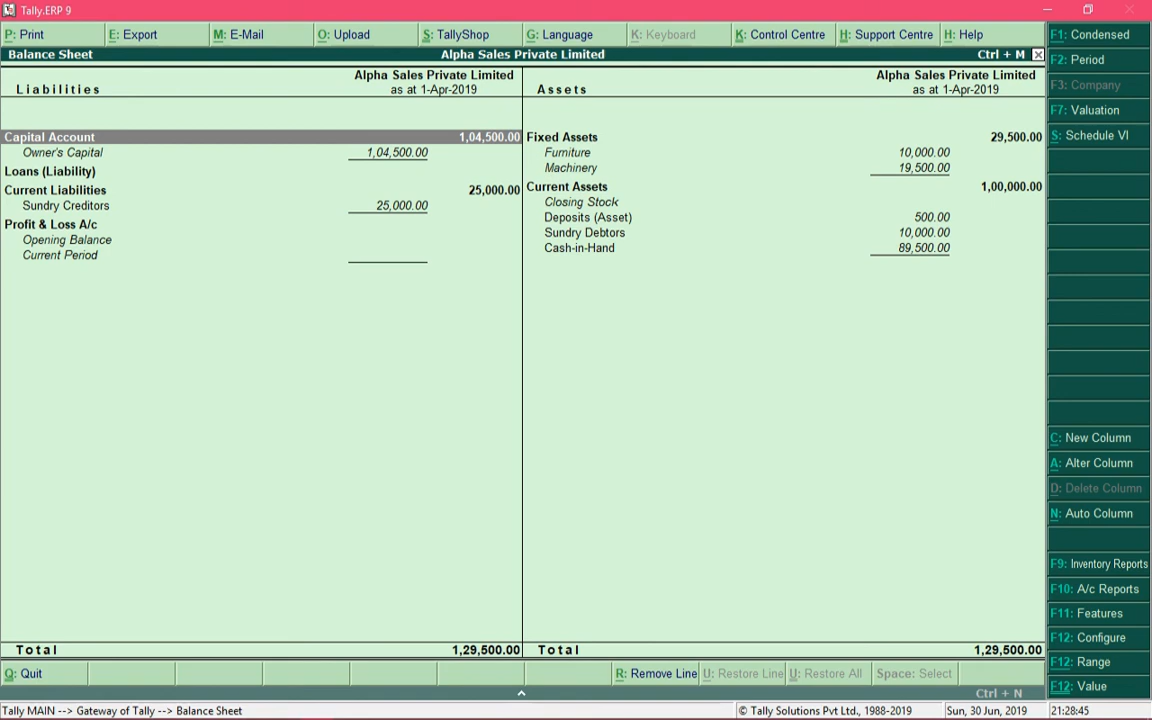 Tally.ERP 9
P: Print E: Export M: E-Mail O: Upload S: TallyShop G: Language K: Keyboard K: Control Centre H: Support Centre H: Help
Balance Sheet Alpha Sales Private Limited Ctrl + M
Liabilities Alpha Sales Private Limited as at 1-Apr-2019
Assets Alpha Sales Private Limited as at 1-Apr-2019
Capital Account 1,04,500.00
Owner's Capital 1,04,500.00
Loans (Liability)
Current Liabilities 25,000.00
Sundry Creditors 25,000.00
Profit & Loss A/c
Opening Balance
Current Period
Fixed Assets 29,500.00
Furniture 10,000.00
Machinery 19,500.00
Current Assets 1,00,000.00
Closing Stock
Deposits (Asset) 500.00
Sundry Debtors 10,000.00
Cash-in-Hand 89,500.00
Total 1,29,500.00 Total 1,29,500.00
F1: Condensed
F2: Period
F3: Company
F7: Valuation
S: Schedule VI
C: New Column
A: Alter Column
D: Delete Column
N: Auto Column
F9: Inventory Reports
F10: A/c Reports
F11: Features
F12: Configure
F12: Range
F12: Value
Q: Quit R: Remove Line U: Restore Line U: Restore All Space: Select
Ctrl + N
Tally MAIN --> Gateway of Tally --> Balance Sheet © Tally Solutions Pvt Ltd., 1988-2019 Sun, 30 Jun, 2019 21:28:45